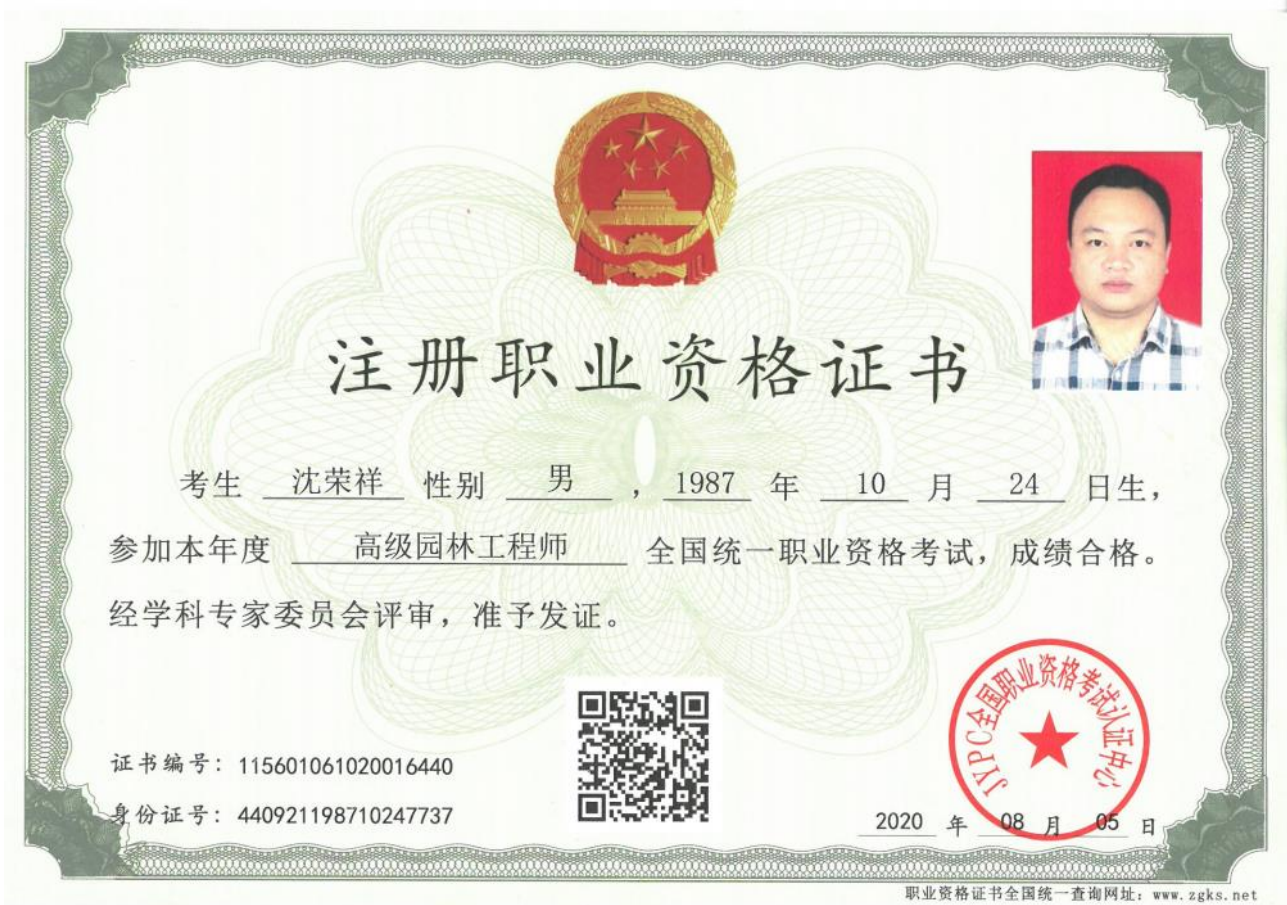 注册职业资格证书
考生 沈荣祥 性别 男 ，1987 年 10 月 24 日生，
参加本年度 高级园林工程师 全国统一职业资格考试，成绩合格。
经学科专家委员会评审，准予发证。
JYPC全国职业资格考试认证中心
证书编号：115601061020016440
身份证号：440921198710247737
2020 年 08 月 05 日
职业资格证书全国统一查询网址：www.zgks.net